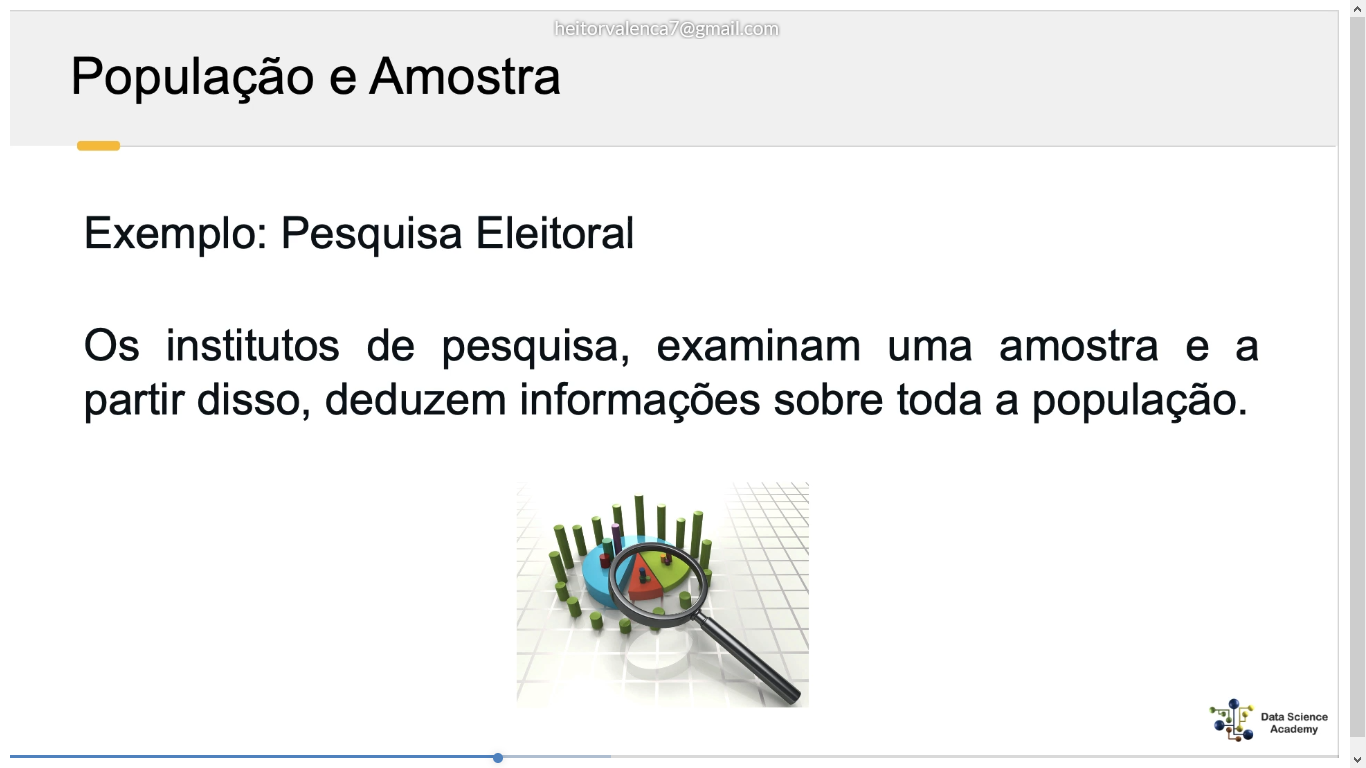 heitorvalenca7@gmail.com
População e Amostra
Exemplo: Pesquisa Eleitoral
Os institutos de pesquisa, examinam uma amostra e a
partir disso, deduzem informações sobre toda a população.
Data Science
Academy